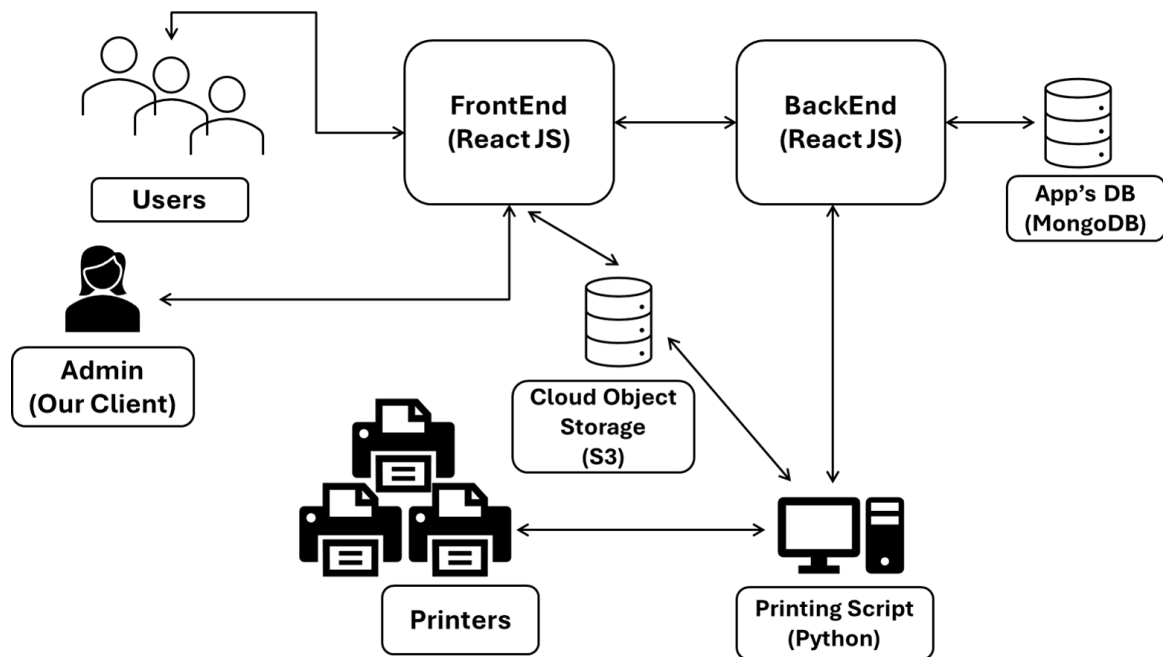 FrontEnd
(React JS)
BackEnd
(React JS)
Users
App's DB
(MongoDB)
Admin
(Our Client)
Cloud Object
Storage
(S3)
Printers
Printing Script
(Python)